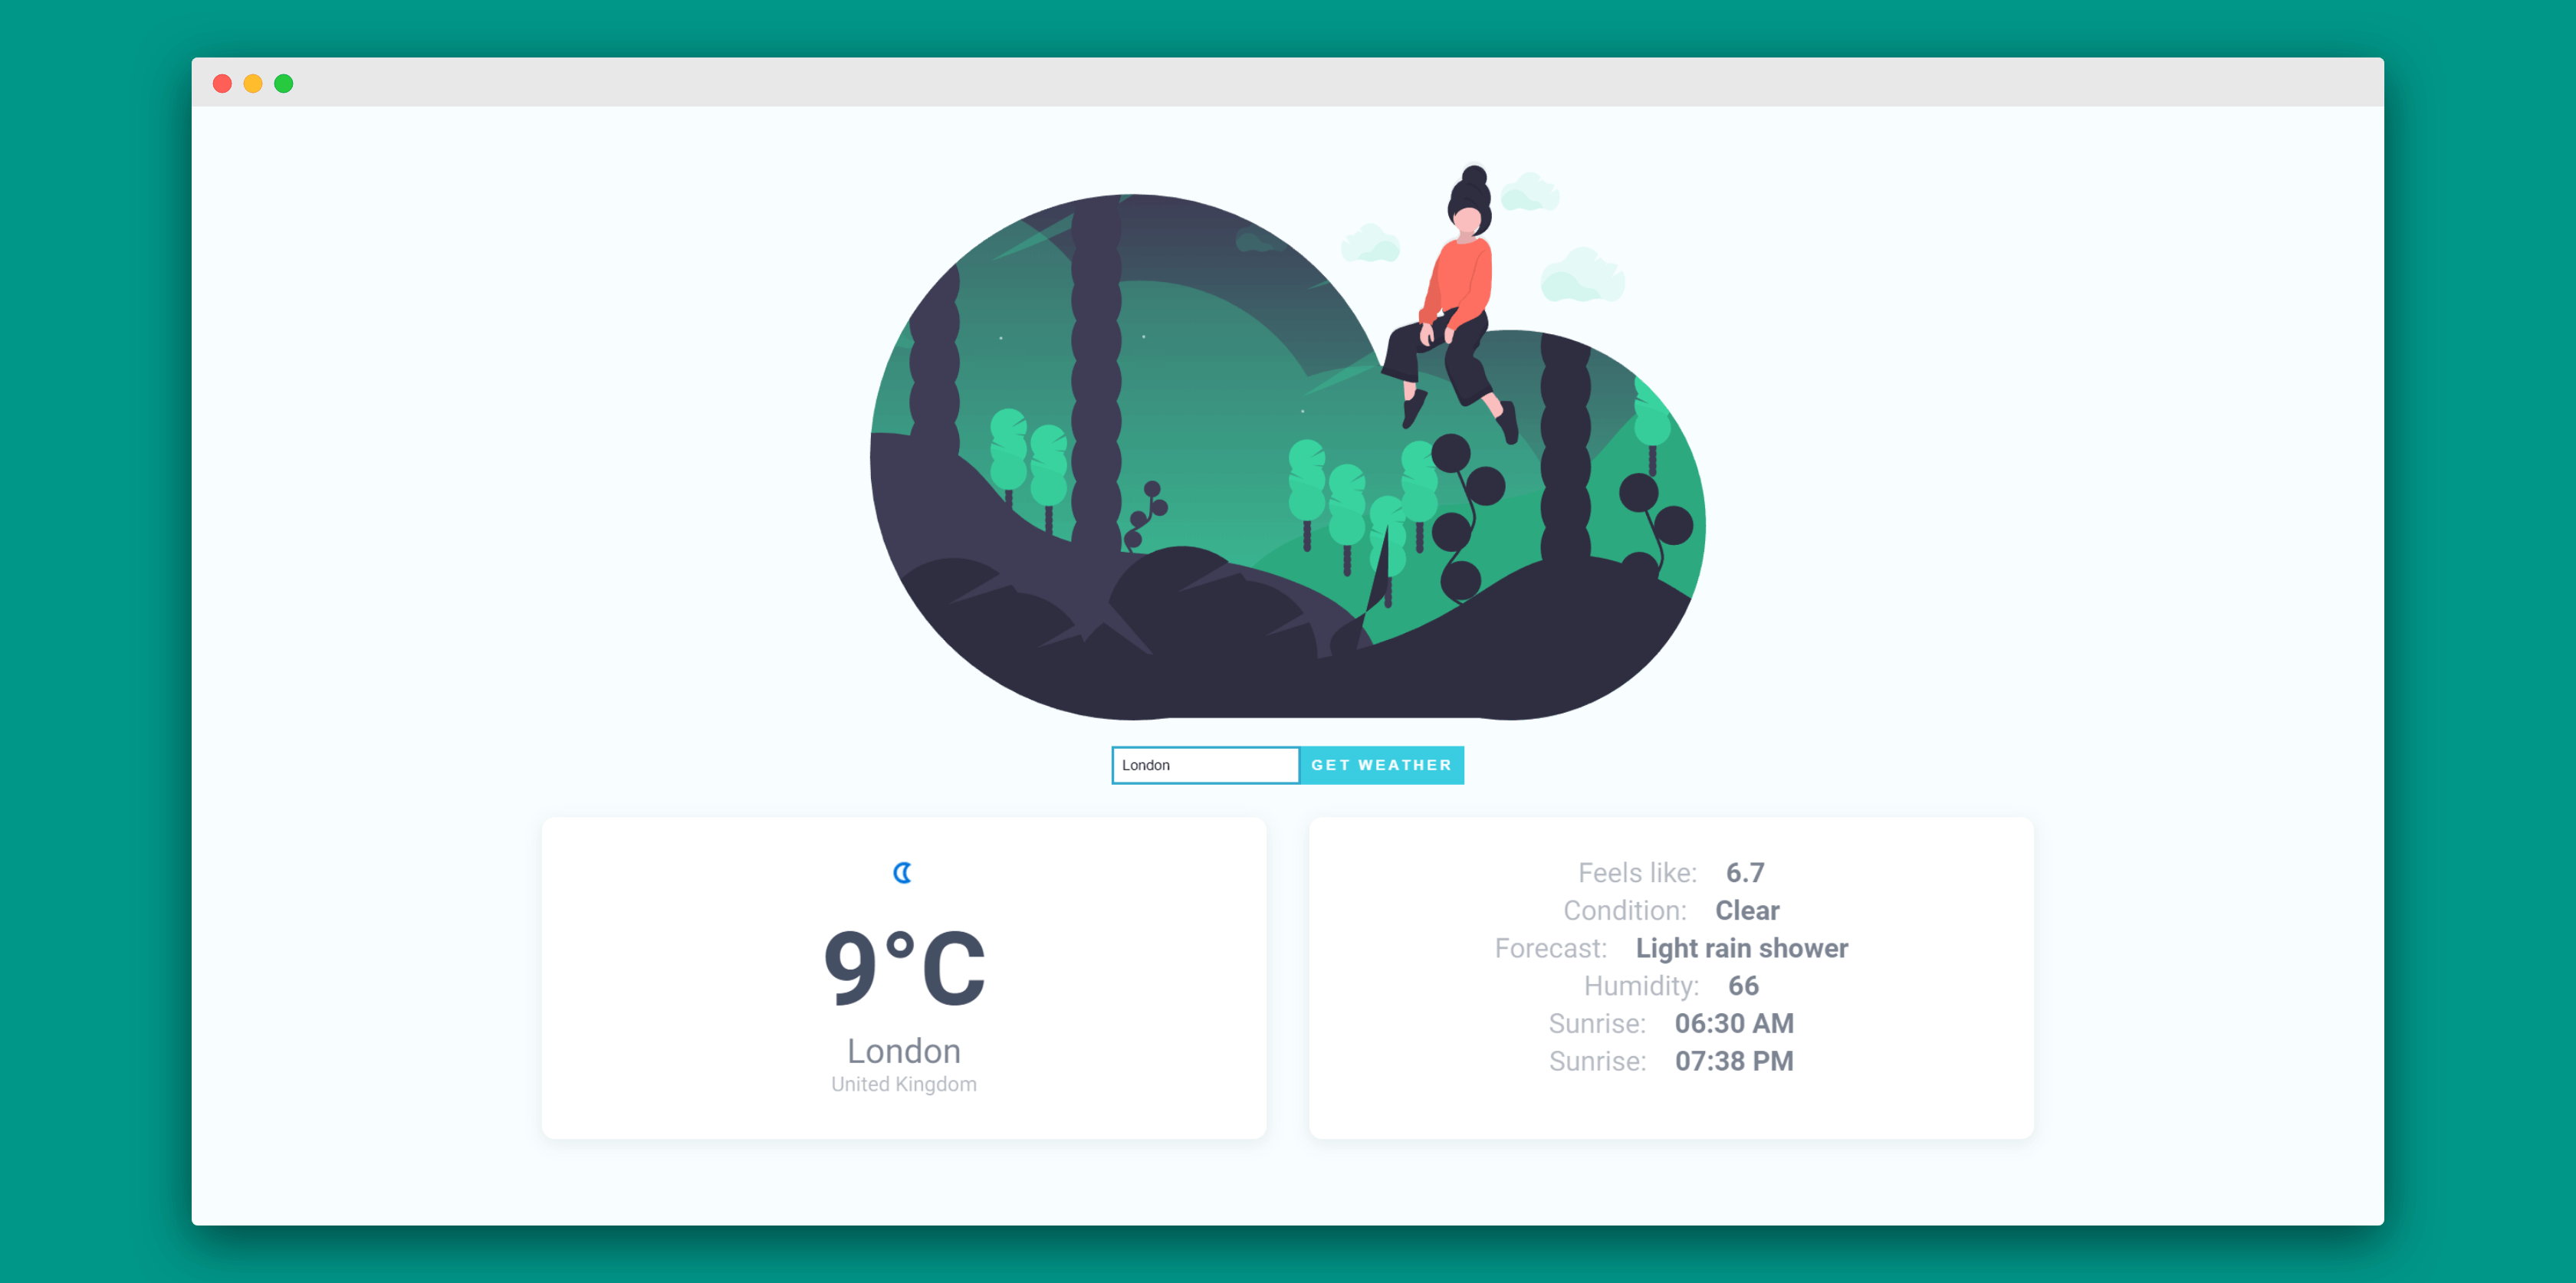 London
GET WEATHER
9°C
London
United Kingdom
Feels like: 6.7
Condition: Clear
Forecast: Light rain shower
Humidity: 66
Sunrise: 06:30 AM
Sunrise: 07:38 PM